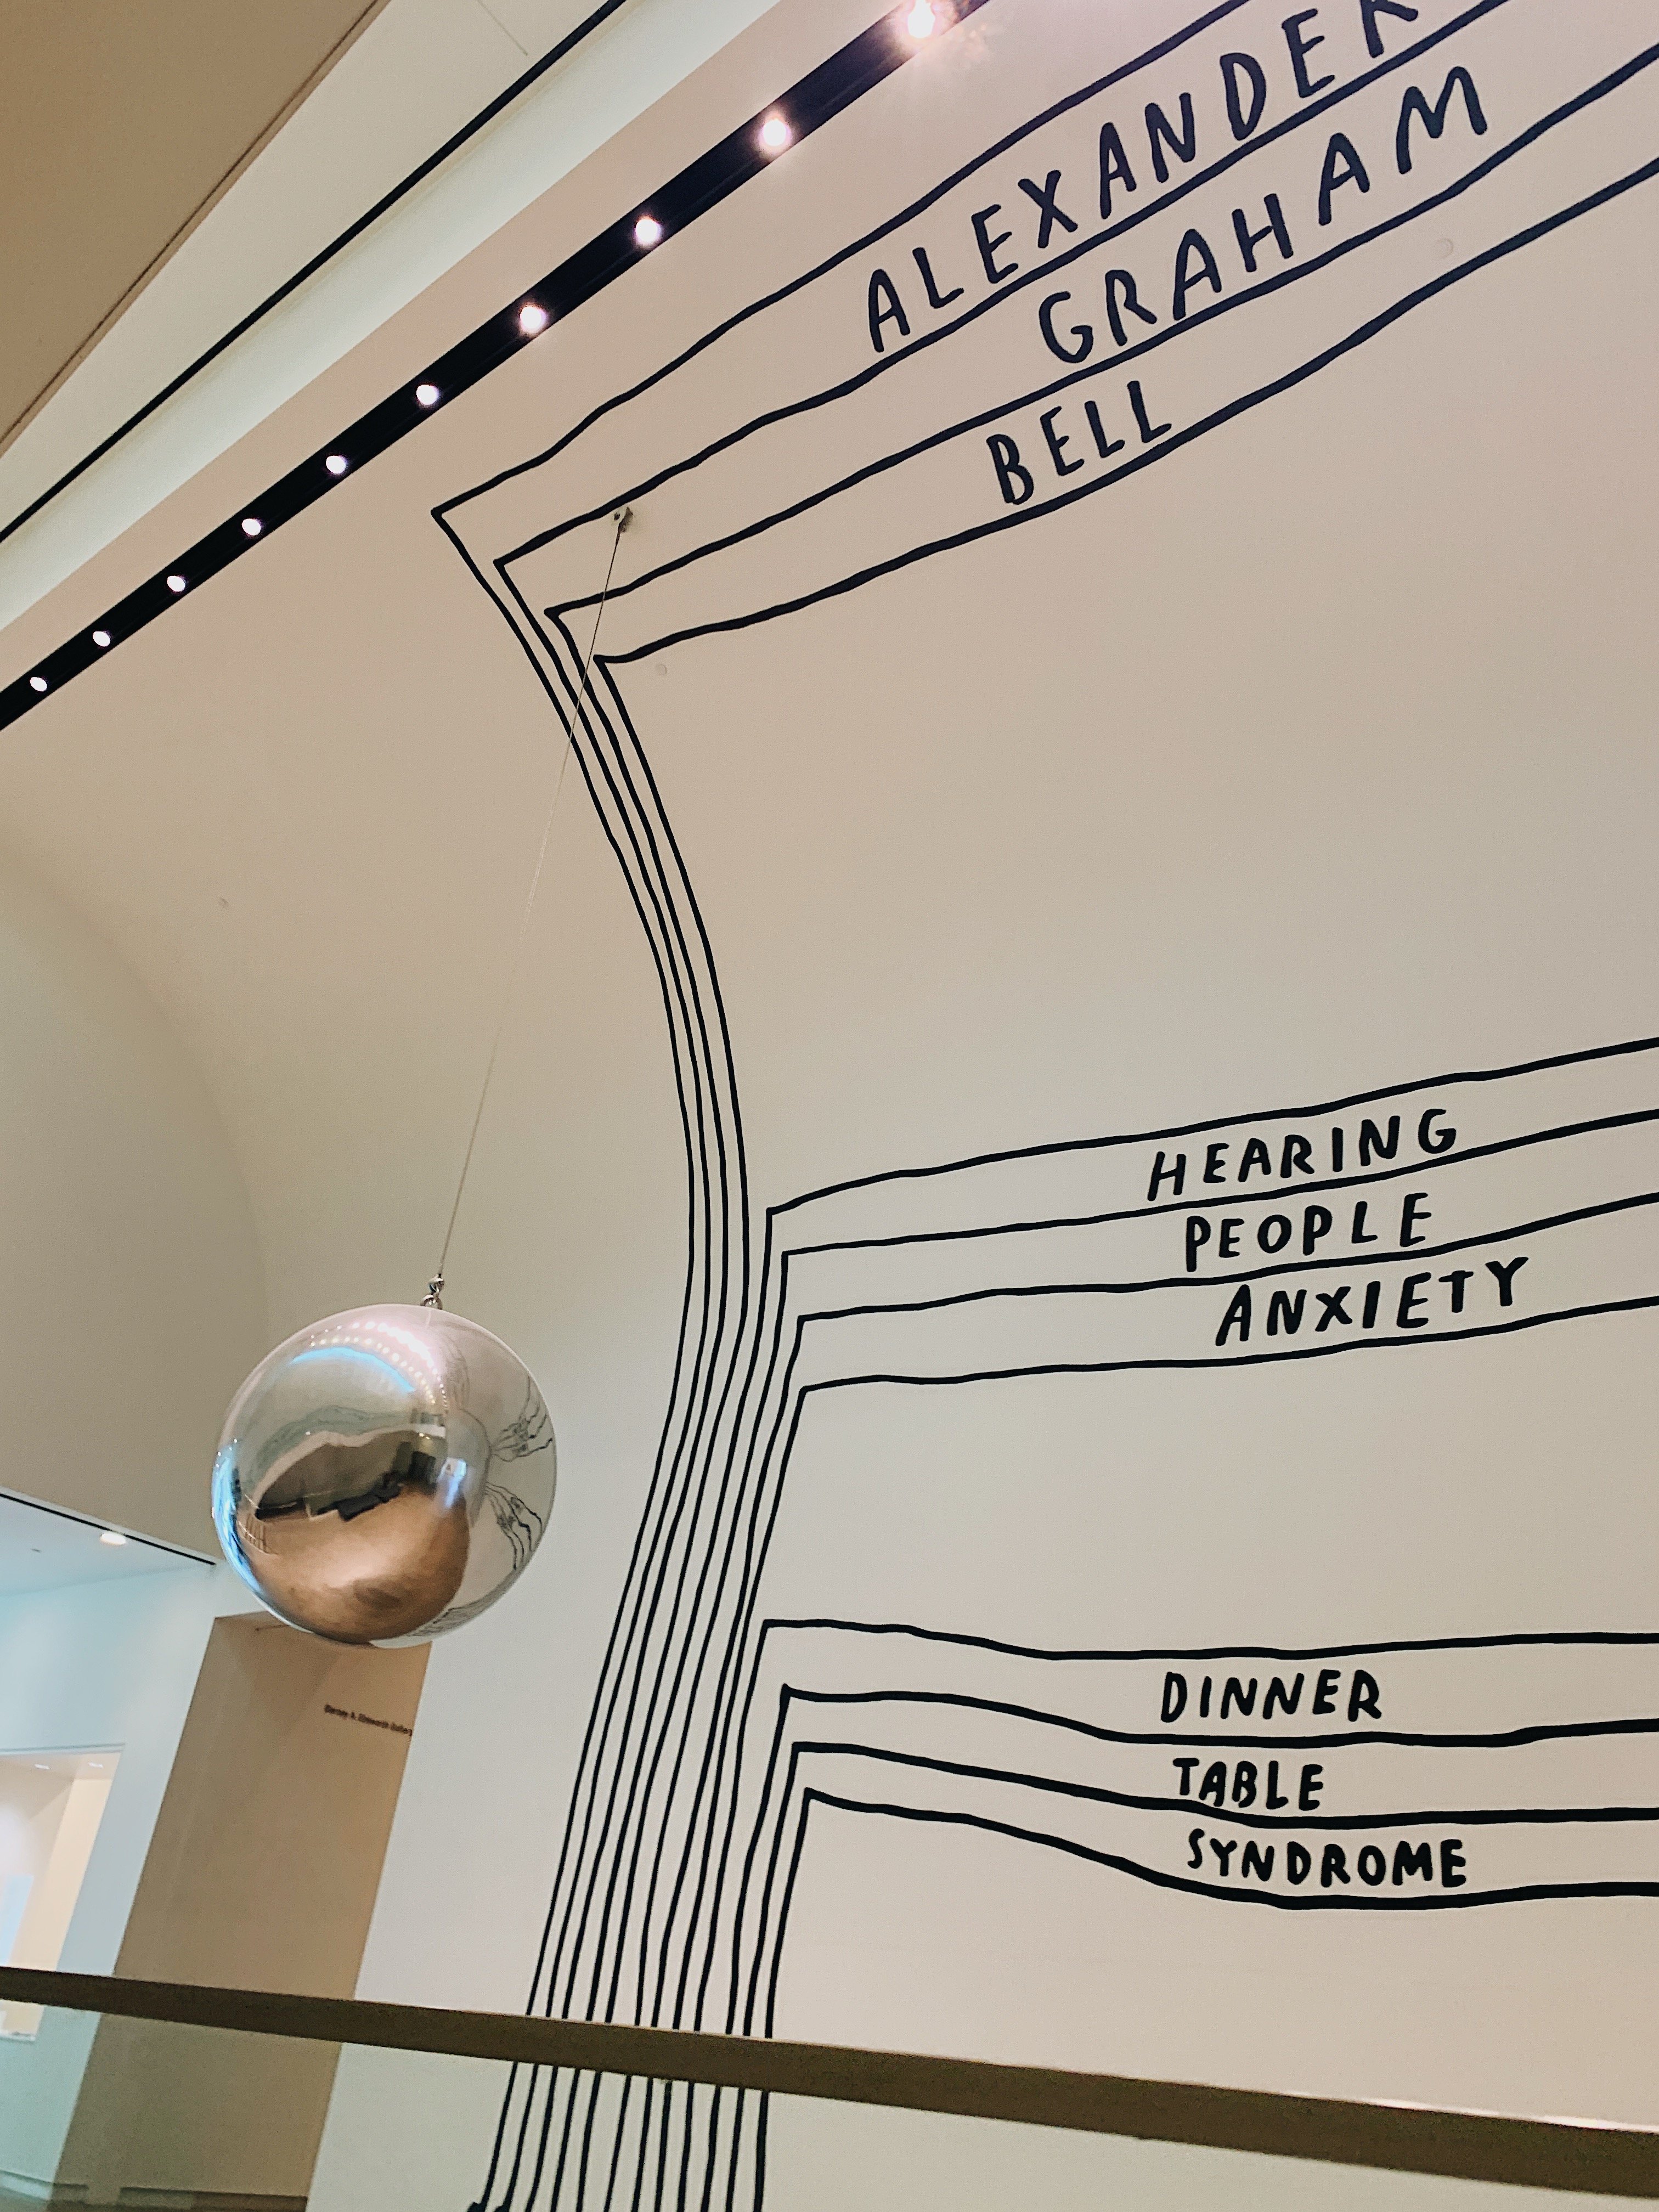 ALEXANDER
GRAHAM
BELL
HEARING
PEOPLE
ANXIETY
DINNER
TABLE
SYNDROME